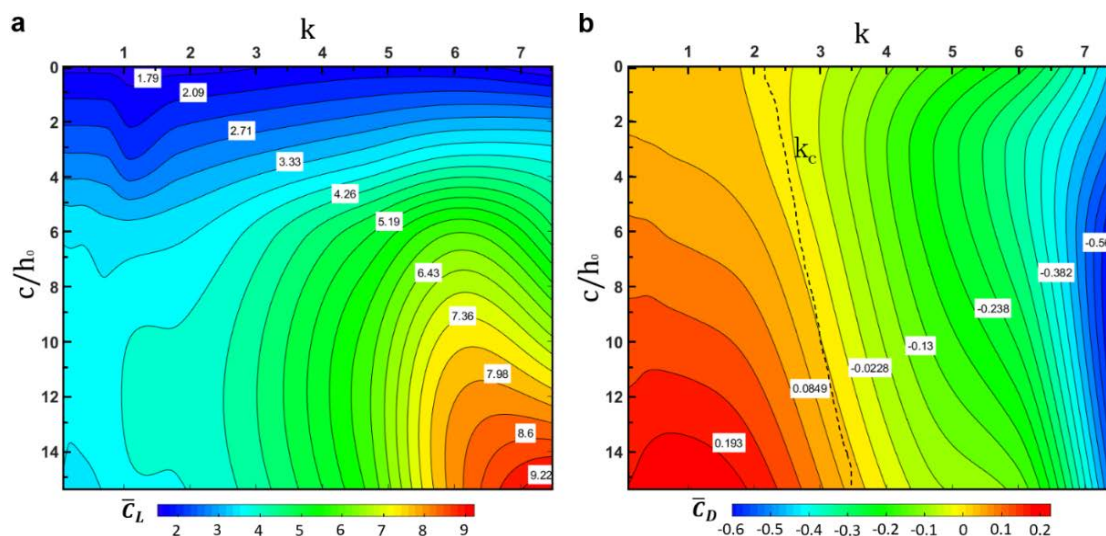 a
k
1 2 3 4 5 6 7
0
2
4
6
8
10
12
14
c/h₀
1.79
2.09
2.71
3.33
4.26
5.19
6.43
7.36
7.98
8.6
9.22
C̅L
2 3 4 5 6 7 8 9
b
k
1 2 3 4 5 6 7
0
2
4
6
8
10
12
14
c/h₀
kc
-0.382
-0.238
-0.13
-0.0228
0.0849
0.193
C̅D
-0.6 -0.5 -0.4 -0.3 -0.2 -0.1 0 0.1 0.2